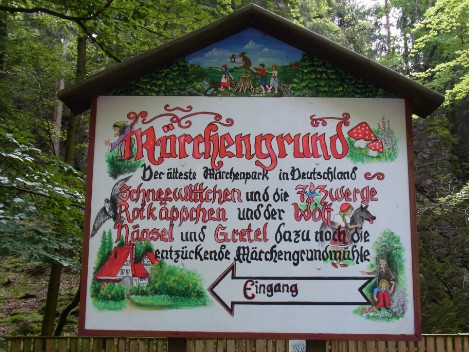 Märchengrund
Der älteste Märchenpark in Deutschland
Schneewittchen und die 7 Zwerge
Rotkäppchen und der Wolf
Hänsel und Gretel dazu noch die
entzückende Märchengrundmühle
Eingang